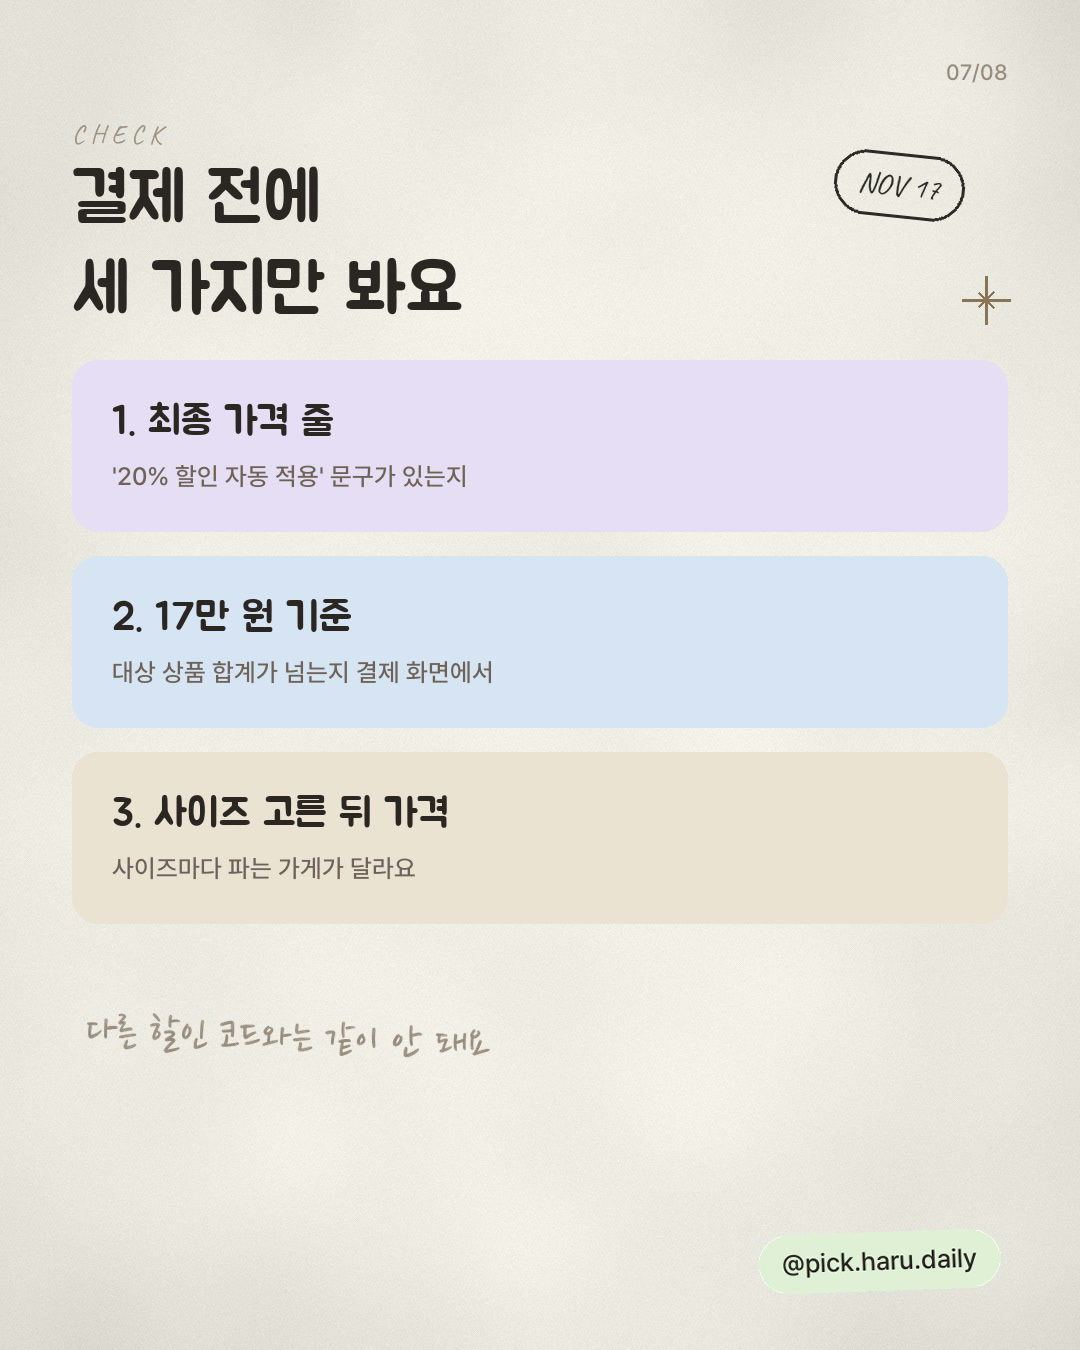 07/08
CHECK
결제 전에
세 가지만 봐요
NOV 17
1. 최종 가격 줄
'20% 할인 자동 적용' 문구가 있는지
2. 17만 원 기준
대상 상품 합계가 넘는지 결제 화면에서
3. 사이즈 고른 뒤 가격
사이즈마다 파는 가게가 달라요
다른 할인 코드와는 같이 안 돼요
@pick.haru.daily